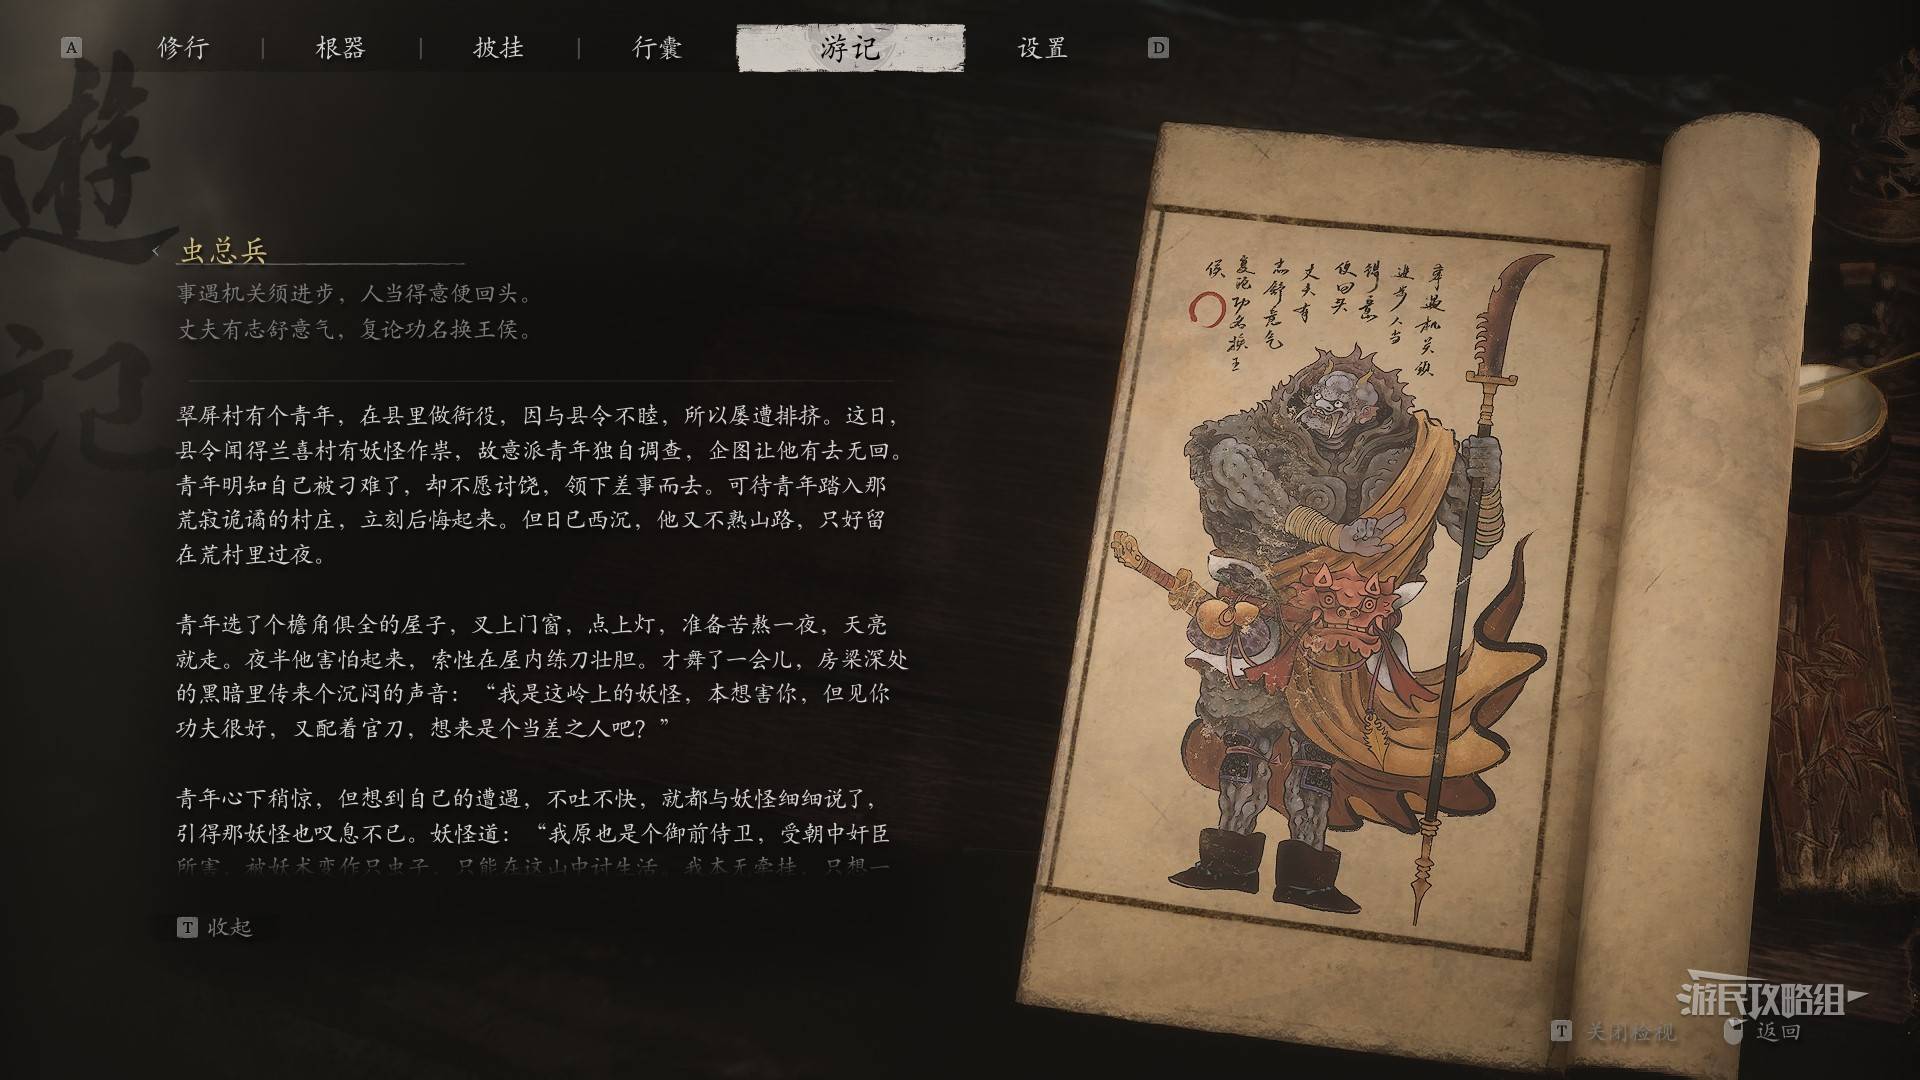 A 修行 | 根器 | 披挂 | 行囊 游记 设置 D
遊記
虫总兵
事遇机关须进步，人当得意便回头。
丈夫有志舒意气，复论功名换王侯。
翠屏村有个青年，在县里做衙役，因与县令不睦，所以屡遭排挤。这日，
县令闻得兰喜村有妖怪作祟，故意派青年独自调查，企图让他有去无回。
青年明知自己被刁难了，却不愿讨饶，领下差事而去。可待青年踏入那
荒寂诡谲的村庄，立刻后悔起来。但日已西沉，他又不熟山路，只好留
在荒村里过夜。
青年选了个檐角俱全的屋子，叉上门窗，点上灯，准备苦熬一夜，天亮
就走。夜半他害怕起来，索性在屋内练刀壮胆。才舞了一会儿，房梁深处
的黑暗里传来个沉闷的声音：“我是这岭上的妖怪，本想害你，但见你
功夫很好，又配着官刀，想来是个当差之人吧？”
青年心下稍惊，但想到自己的遭遇，不吐不快，就都与妖怪细细说了，
引得那妖怪也叹息不已。妖怪道：“我原也是个御前侍卫，受朝中奸臣
所害，被妖术变作只虫子，只能在这山中讨生活。我本无牵挂，只想一
T 收起
事遇机关须
进步人当
得意
便回头
丈夫有
志舒意气
复论功名换王
侯
游民攻略组
T 关闭检视 返回